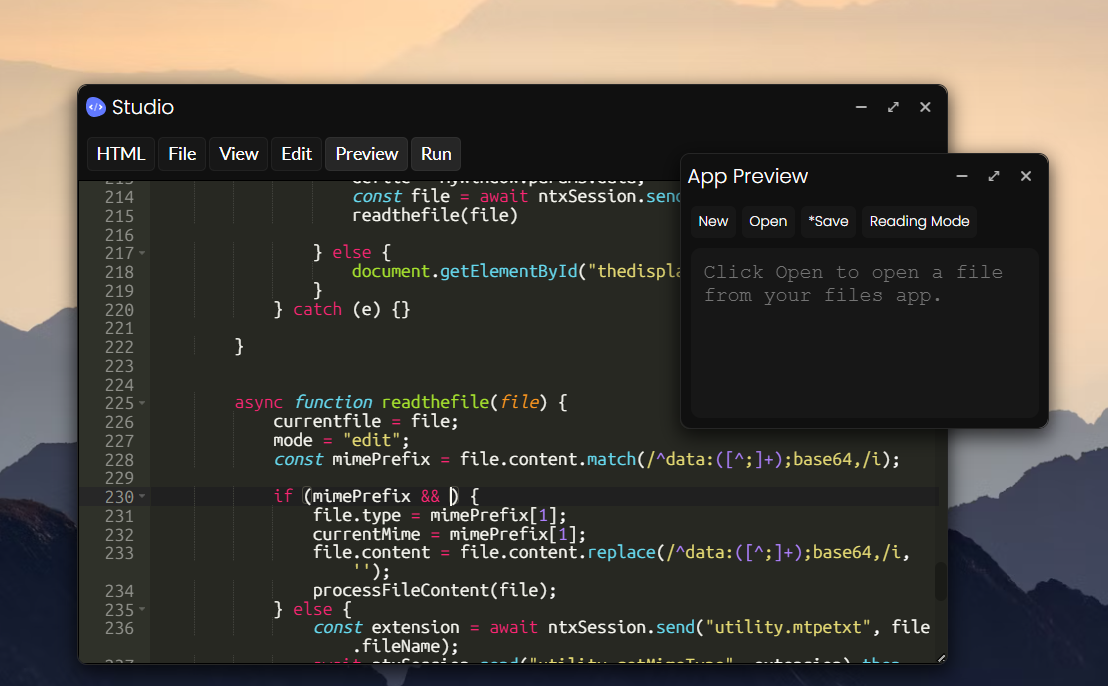 Studio
HTML File View Edit Preview Run
214 const file = await ntxSession.send
215 readthefile(file)
216
217 } else {
218 document.getElementById("thedispla
219 }
220 } catch (e) {}
221
222 }
223
224
225 async function readthefile(file) {
226 currentfile = file;
227 mode = "edit";
228 const mimePrefix = file.content.match(/^data:([^;]+);base64,/i);
229
230 if (mimePrefix && ) {
231 file.type = mimePrefix[1];
232 currentMime = mimePrefix[1];
233 file.content = file.content.replace(/^data:([^;]+);base64,/i,
'');
234 processFileContent(file);
235 } else {
236 const extension = await ntxSession.send("utility.mtpetxt", file
.fileName);
App Preview
New Open *Save Reading Mode
Click Open to open a file
from your files app.